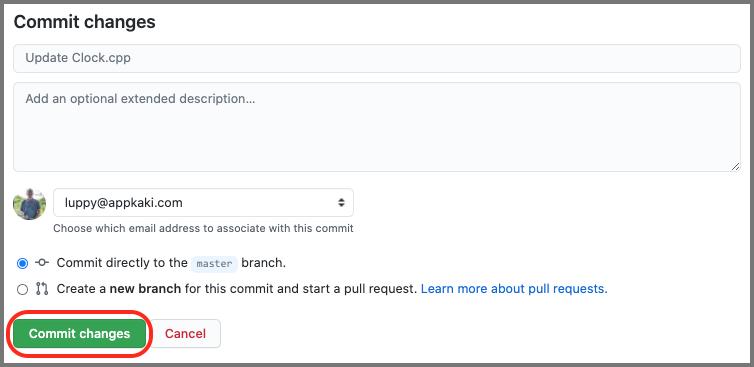 Commit changes
Update Clock.cpp
Add an optional extended description...
luppy@appkaki.com
Choose which email address to associate with this commit
Commit directly to the master branch.
Create a new branch for this commit and start a pull request. Learn more about pull requests.
Commit changes Cancel